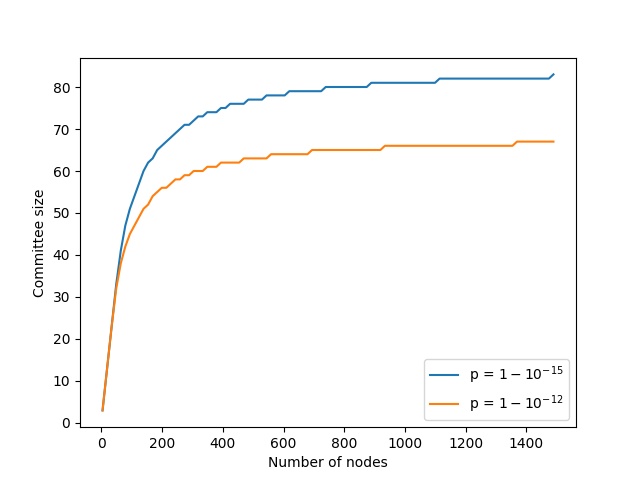 80
70
60
50
40
30
20
10
0
Committee size
0 200 400 600 800 1000 1200 1400
Number of nodes
p = 1 − 10⁻¹⁵
p = 1 − 10⁻¹²